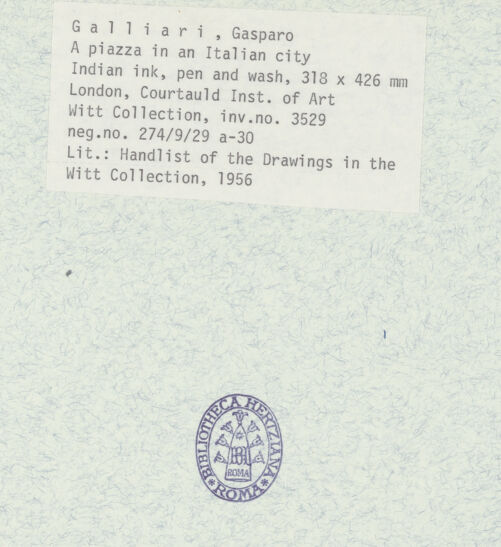 G a l l i a r i , Gasparo
A piazza in an Italian city
Indian ink, pen and wash, 318 x 426 mm
London, Courtauld Inst. of Art
Witt Collection, inv.no. 3529
neg.no. 274/9/29 a-30
Lit.: Handlist of the Drawings in the
Witt Collection, 1956
BIBLIOTHECA HERTZIANA
ROMA
*ROMA*